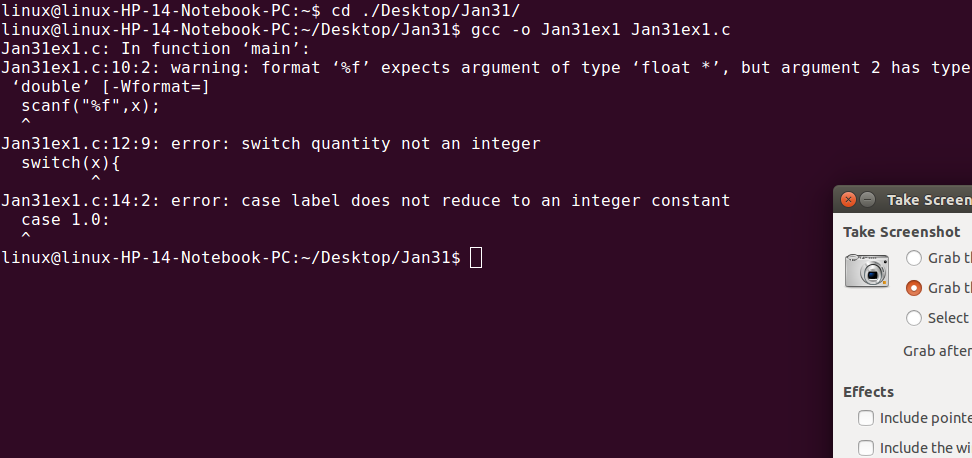 linux@linux-HP-14-Notebook-PC:~$ cd ./Desktop/Jan31/
linux@linux-HP-14-Notebook-PC:~/Desktop/Jan31$ gcc -o Jan31ex1 Jan31ex1.c
Jan31ex1.c: In function ‘main’:
Jan31ex1.c:10:2: warning: format ‘%f’ expects argument of type ‘float *’, but argument 2 has type
‘double’ [-Wformat=]
scanf("%f",x);
^
Jan31ex1.c:12:9: error: switch quantity not an integer
switch(x){
^
Jan31ex1.c:14:2: error: case label does not reduce to an integer constant
case 1.0:
^
linux@linux-HP-14-Notebook-PC:~/Desktop/Jan31$
Take Screen
Take Screenshot
Grab th
Grab th
Select
Grab after
Effects
Include pointe
Include the wi